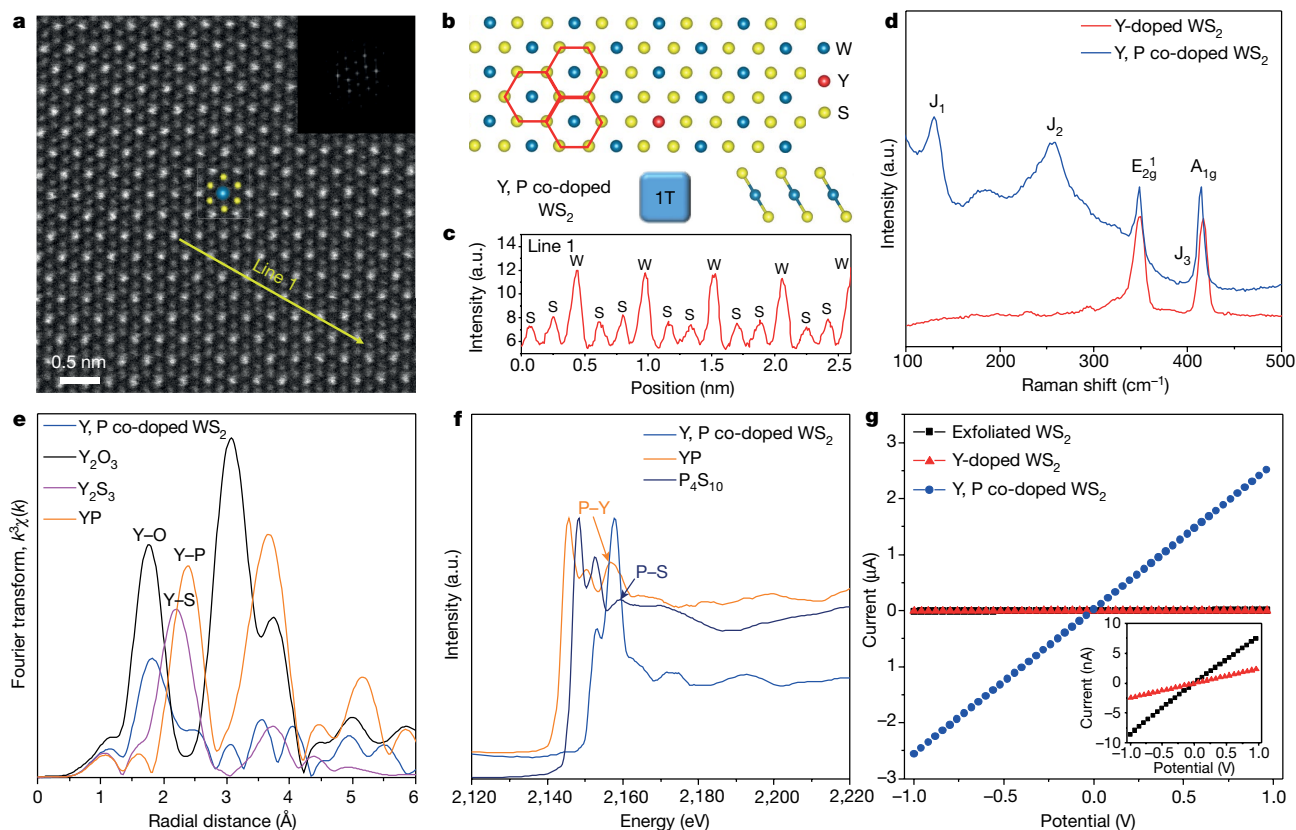 a
Line 1
0.5 nm
b
W
Y
S
Y, P co-doped
WS2
1T
c
Line 1
Intensity (a.u.)
14
12
10
8
6
S S W S S W S S W S S W S S W
0.0 0.5 1.0 1.5 2.0 2.5
Position (nm)
d
Y-doped WS2
Y, P co-doped WS2
Intensity (a.u.)
J1
J2
E2g1
A1g
J3
100 200 300 400 500
Raman shift (cm−1)
e
Y, P co-doped WS2
Y2O3
Y2S3
YP
Fourier transform, k3χ(k)
Y–O
Y–P
Y–S
0 1 2 3 4 5 6
Radial distance (Å)
f
Y, P co-doped WS2
YP
P4S10
Intensity (a.u.)
P–Y
P–S
2,120 2,140 2,160 2,180 2,200 2,220
Energy (eV)
g
Exfoliated WS2
Y-doped WS2
Y, P co-doped WS2
Current (µA)
3
2
1
0
1
−2
−3
−1.0 −0.5 0.0 0.5 1.0
Potential (V)
Current (nA)
10
5
0
−5
−10
−1.0 −0.5 0.0 0.5 1.0
Potential (V)